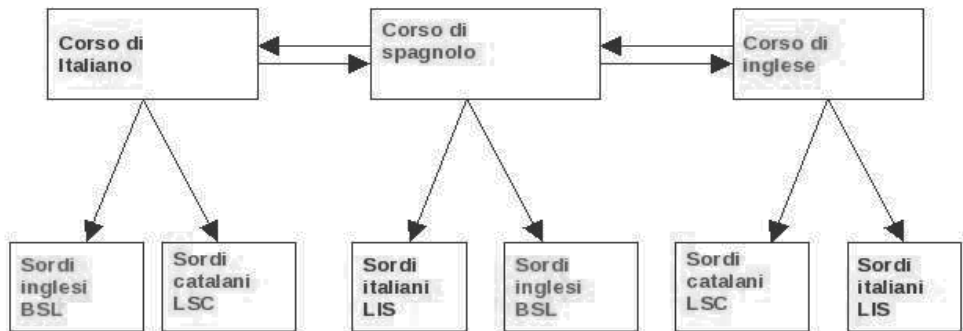 Corso di
Italiano
Corso di
spagnolo
Corso di
inglese
Sordi
inglesi
BSL
Sordi
catalani
LSC
Sordi
italiani
LIS
Sordi
inglesi
BSL
Sordi
catalani
LSC
Sordi
italiani
LIS